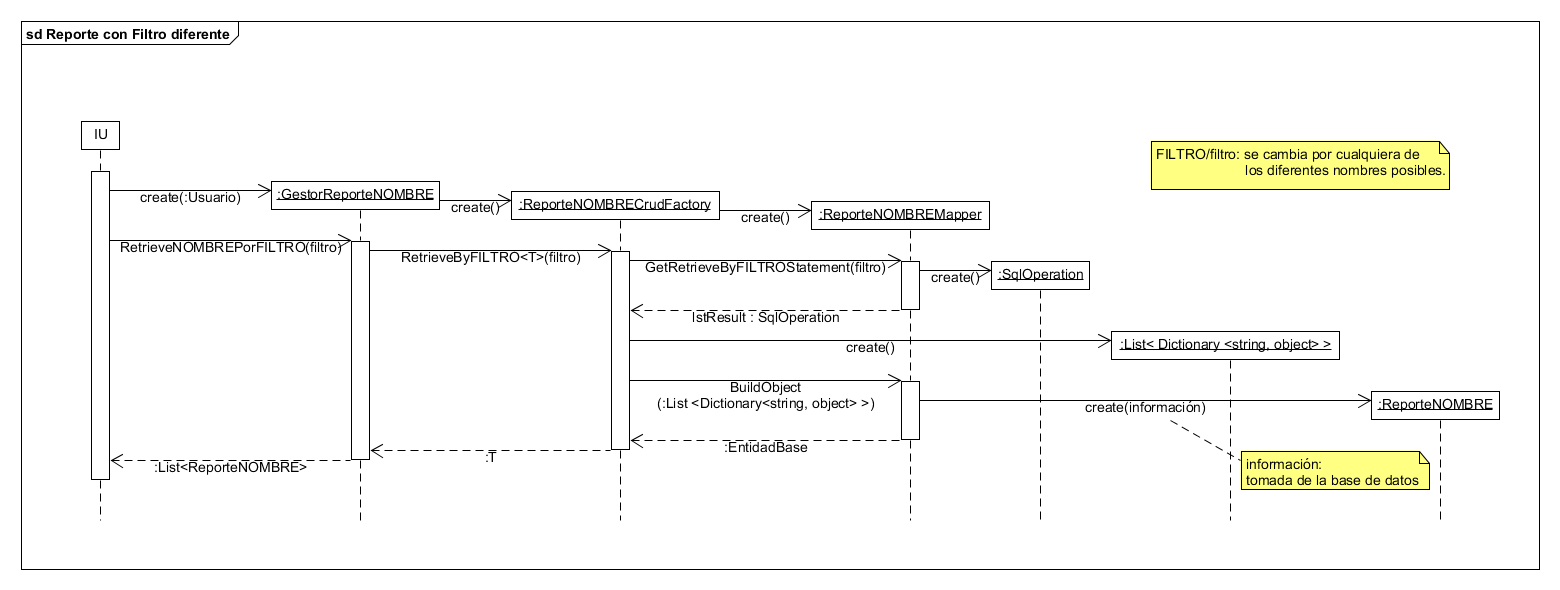 sd Reporte con Filtro diferente
IU
FILTRO/filtro: se cambia por cualquiera de
los diferentes nombres posibles.
create(:Usuario)
:GestorReporteNOMBRE
create()
:ReporteNOMBRECrudFactory
create()
:ReporteNOMBREMapper
RetrieveNOMBREPorFILTRO(filtro)
RetrieveByFILTRO<T>(filtro)
GetRetrieveByFILTROStatement(filtro)
create()
:SqlOperation
lstResult : SqlOperation
create()
:List< Dictionary <string, object> >
BuildObject
(:List <Dictionary<string, object> >)
create(información)
:ReporteNOMBRE
:EntidadBase
:T
:List<ReporteNOMBRE>
información:
tomada de la base de datos